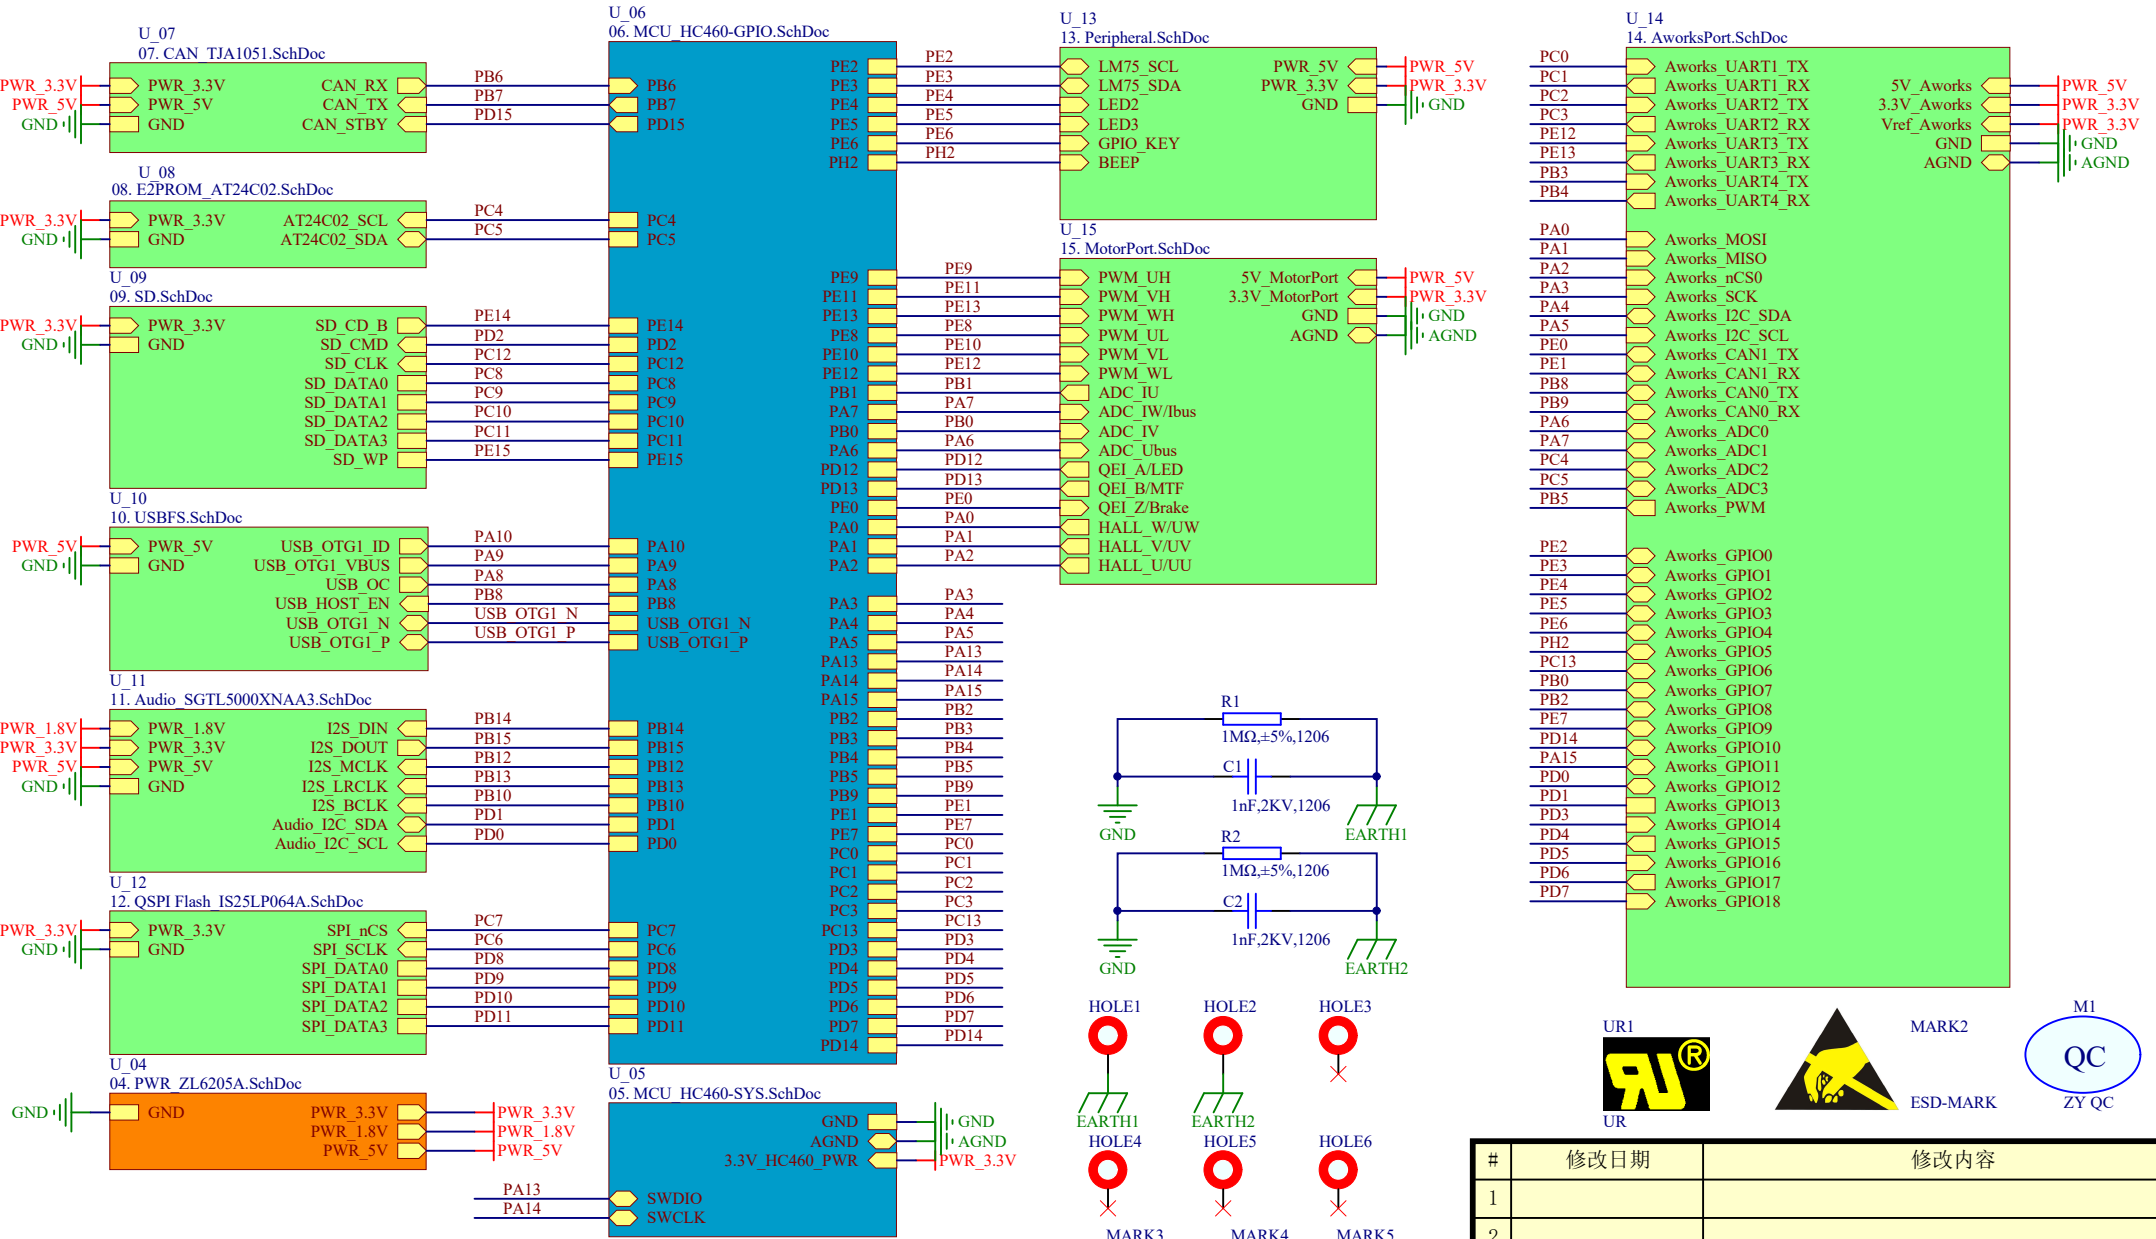 U_07
07. CAN_TJA1051.SchDoc
PWR_3.3V PWR_3.3V CAN_RX PB6
PWR_5V PWR_5V CAN_TX PB7
GND GND CAN_STBY PD15
U_08
08. E2PROM_AT24C02.SchDoc
PWR_3.3V PWR_3.3V AT24C02_SCL PC4
GND GND AT24C02_SDA PC5
U_09
09. SD.SchDoc
PWR_3.3V PWR_3.3V SD_CD_B PE14
GND GND SD_CMD PD2
SD_CLK PC12
SD_DATA0 PC8
SD_DATA1 PC9
SD_DATA2 PC10
SD_DATA3 PC11
SD_WP PE15
U_10
10. USBFS.SchDoc
PWR_5V PWR_5V USB_OTG1_ID PA10
GND GND USB_OTG1_VBUS PA9
USB_OC PA8
USB_HOST_EN PB8
USB_OTG1_N USB_OTG1_N
USB_OTG1_P USB_OTG1_P
U_11
11. Audio_SGTL5000XNAA3.SchDoc
PWR_1.8V PWR_1.8V I2S_DIN PB14
PWR_3.3V PWR_3.3V I2S_DOUT PB15
PWR_5V PWR_5V I2S_MCLK PB12
GND GND I2S_LRCLK PB13
I2S_BCLK PB10
Audio_I2C_SDA PD1
Audio_I2C_SCL PD0
U_12
12. QSPI Flash_IS25LP064A.SchDoc
PWR_3.3V PWR_3.3V SPI_nCS PC7
GND GND SPI_SCLK PC6
SPI_DATA0 PD8
SPI_DATA1 PD9
SPI_DATA2 PD10
SPI_DATA3 PD11
U_04
04. PWR_ZL6205A.SchDoc
GND GND PWR_3.3V PWR_3.3V
PWR_1.8V PWR_1.8V
PWR_5V PWR_5V
U_06
06. MCU_HC460-GPIO.SchDoc
PB6
PB7
PD15
PC4
PC5
PE14
PD2
PC12
PC8
PC9
PC10
PC11
PE15
PA10
PA9
PA8
PB8
USB_OTG1_N
USB_OTG1_P
PB14
PB15
PB12
PB13
PB10
PD1
PD0
PC7
PC6
PD8
PD9
PD10
PD11
PE2 PE2
PE3 PE3
PE4 PE4
PE5 PE5
PE6 PE6
PH2 PH2
PE9 PE9
PE11 PE11
PE13 PE13
PE8 PE8
PE10 PE10
PE12 PE12
PB1 PB1
PA7 PA7
PB0 PB0
PA6 PA6
PD12 PD12
PD13 PD13
PE0 PE0
PA0 PA0
PA1 PA1
PA2 PA2
PA3 PA3
PA4 PA4
PA5 PA5
PA13 PA13
PA14 PA14
PA15 PA15
PB2 PB2
PB3 PB3
PB4 PB4
PB5 PB5
PB9 PB9
PE1 PE1
PE7 PE7
PC0 PC0
PC1 PC1
PC2 PC2
PC3 PC3
PC13 PC13
PD3 PD3
PD4 PD4
PD5 PD5
PD6 PD6
PD7 PD7
PD14 PD14
U_05
05. MCU_HC460-SYS.SchDoc
GND GND
AGND AGND
3.3V_HC460_PWR PWR_3.3V
PA13 SWDIO
PA14 SWCLK
U_13
13. Peripheral.SchDoc
LM75_SCL PWR_5V PWR_5V
LM75_SDA PWR_3.3V PWR_3.3V
LED2 GND GND
LED3
GPIO_KEY
BEEP
U_15
15. MotorPort.SchDoc
PWM_UH 5V_MotorPort PWR_5V
PWM_VH 3.3V_MotorPort PWR_3.3V
PWM_WH GND GND
PWM_UL AGND AGND
PWM_VL
PWM_WL
ADC_IU
ADC_IW/Ibus
ADC_IV
ADC_Ubus
QEI_A/LED
QEI_B/MTF
QEI_Z/Brake
HALL_W/UW
HALL_V/UV
HALL_U/UU
R1
1MΩ,±5%,1206
C1
1nF,2KV,1206
GND EARTH1
R2
1MΩ,±5%,1206
C2
1nF,2KV,1206
GND EARTH2
HOLE1 HOLE2 HOLE3
EARTH1 EARTH2
HOLE4 HOLE5 HOLE6
MARK3 MARK4 MARK5
U_14
14. AworksPort.SchDoc
PC0 Aworks_UART1_TX
PC1 Aworks_UART1_RX 5V_Aworks PWR_5V
PC2 Aworks_UART2_TX 3.3V_Aworks PWR_3.3V
PC3 Awroks_UART2_RX Vref_Aworks PWR_3.3V
PE12 Aworks_UART3_TX GND GND
PE13 Aworks_UART3_RX AGND AGND
PB3 Aworks_UART4_TX
PB4 Aworks_UART4_RX
PA0 Aworks_MOSI
PA1 Aworks_MISO
PA2 Aworks_nCS0
PA3 Aworks_SCK
PA4 Aworks_I2C_SDA
PA5 Aworks_I2C_SCL
PE0 Aworks_CAN1_TX
PE1 Aworks_CAN1_RX
PB8 Aworks_CAN0_TX
PB9 Aworks_CAN0_RX
PA6 Aworks_ADC0
PA7 Aworks_ADC1
PC4 Aworks_ADC2
PC5 Aworks_ADC3
PB5 Aworks_PWM
PE2 Aworks_GPIO0
PE3 Aworks_GPIO1
PE4 Aworks_GPIO2
PE5 Aworks_GPIO3
PE6 Aworks_GPIO4
PH2 Aworks_GPIO5
PC13 Aworks_GPIO6
PB0 Aworks_GPIO7
PB2 Aworks_GPIO8
PE7 Aworks_GPIO9
PD14 Aworks_GPIO10
PA15 Aworks_GPIO11
PD0 Aworks_GPIO12
PD1 Aworks_GPIO13
PD3 Aworks_GPIO14
PD4 Aworks_GPIO15
PD5 Aworks_GPIO16
PD6 Aworks_GPIO17
PD7 Aworks_GPIO18
UR1
UR
MARK2
ESD-MARK
M1
QC
ZY QC
# 修改日期 修改内容
1
2